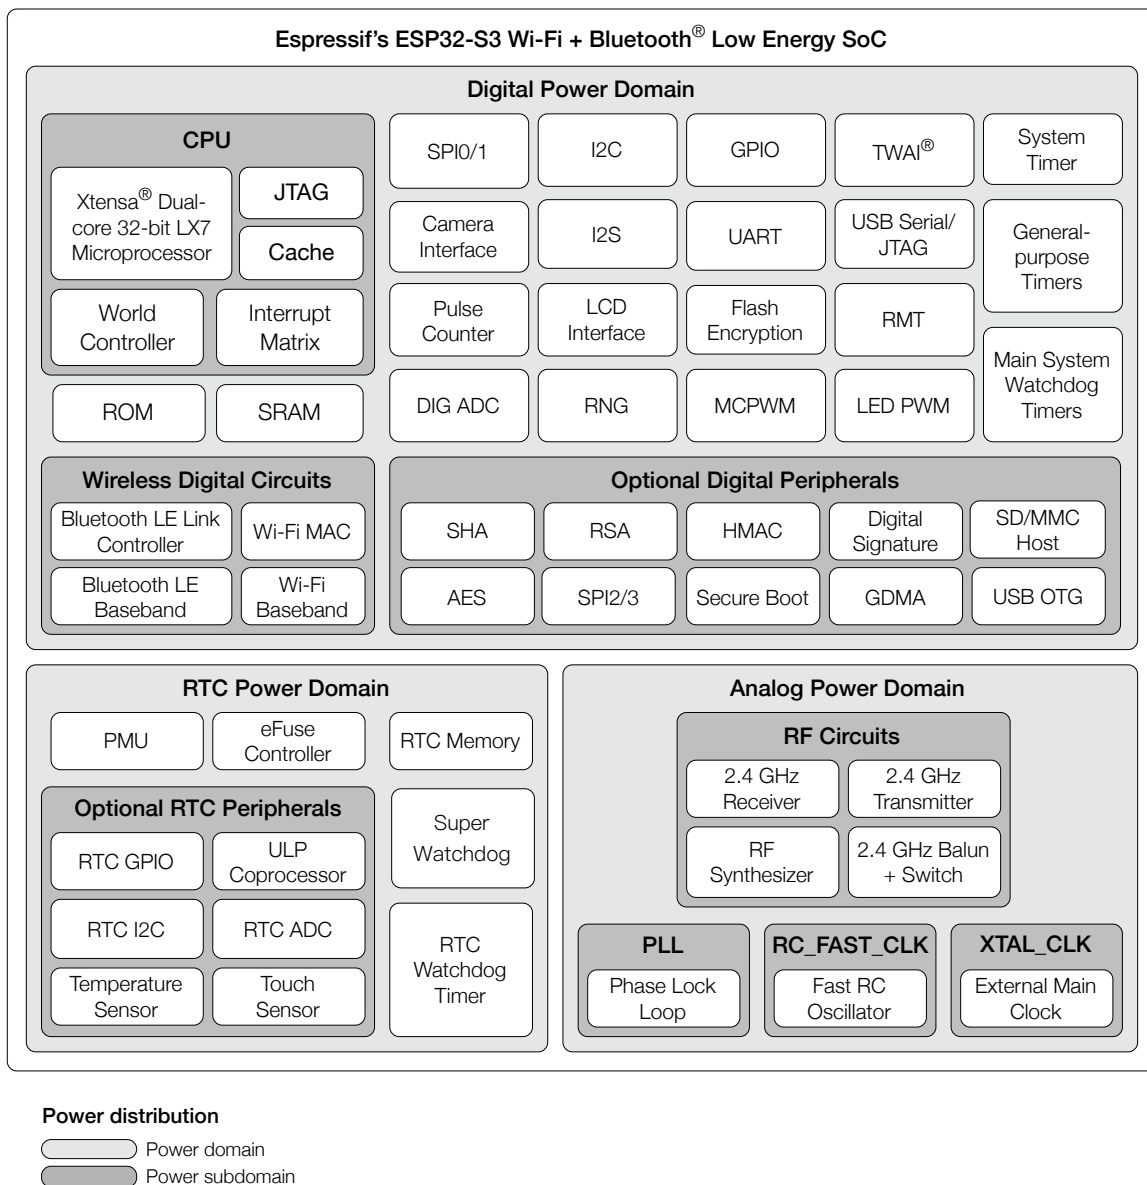 Espressif's ESP32-S3 Wi-Fi + Bluetooth® Low Energy SoC
Digital Power Domain
CPU
Xtensa® Dual-
core 32-bit LX7
Microprocessor
JTAG
Cache
World
Controller
Interrupt
Matrix
ROM
SRAM
SPI0/1
I2C
GPIO
TWAI®
System
Timer
Camera
Interface
I2S
UART
USB Serial/
JTAG
General-
purpose
Timers
Pulse
Counter
LCD
Interface
Flash
Encryption
RMT
Main System
Watchdog
Timers
DIG ADC
RNG
MCPWM
LED PWM
Wireless Digital Circuits
Bluetooth LE Link
Controller
Wi-Fi MAC
Bluetooth LE
Baseband
Wi-Fi
Baseband
Optional Digital Peripherals
SHA
RSA
HMAC
Digital
Signature
SD/MMC
Host
AES
SPI2/3
Secure Boot
GDMA
USB OTG
RTC Power Domain
PMU
eFuse
Controller
RTC Memory
Optional RTC Peripherals
RTC GPIO
ULP
Coprocessor
RTC I2C
RTC ADC
Temperature
Sensor
Touch
Sensor
Super
Watchdog
RTC
Watchdog
Timer
Analog Power Domain
RF Circuits
2.4 GHz
Receiver
2.4 GHz
Transmitter
RF
Synthesizer
2.4 GHz Balun
+ Switch
PLL
Phase Lock
Loop
RC_FAST_CLK
Fast RC
Oscillator
XTAL_CLK
External Main
Clock
Power distribution
Power domain
Power subdomain